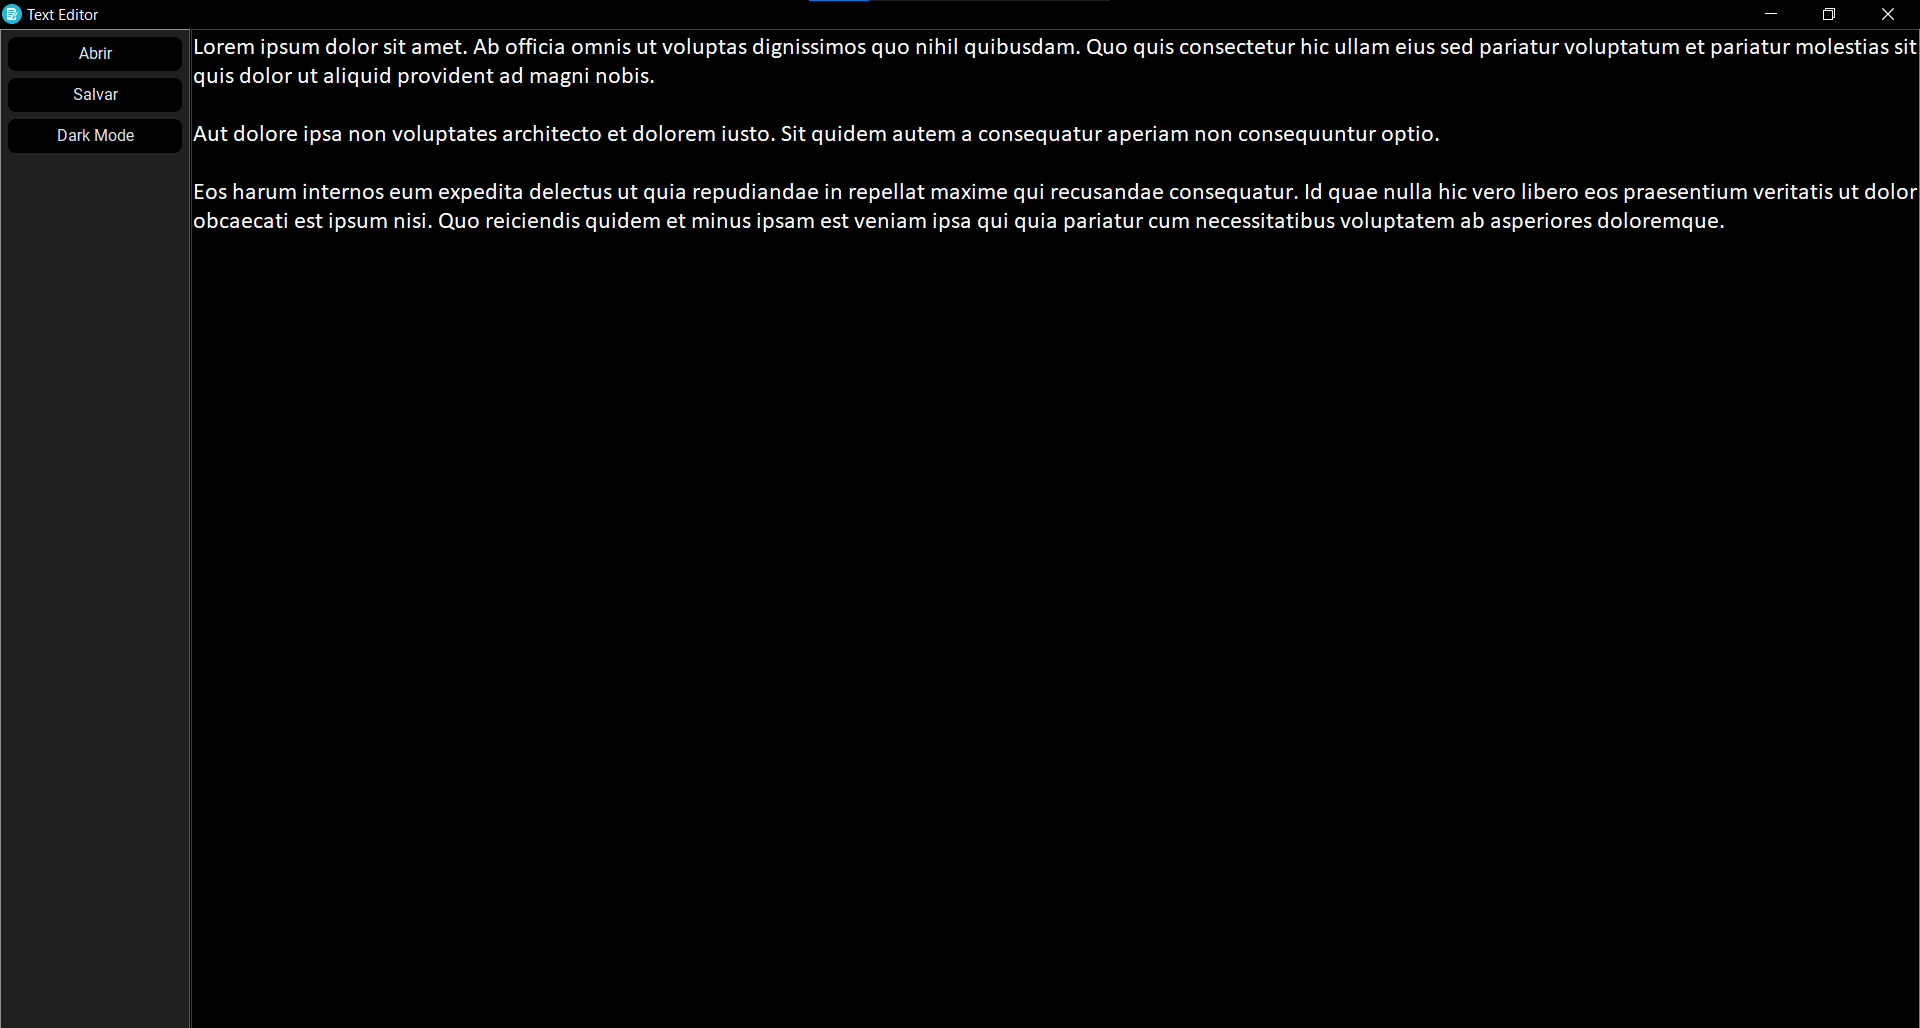 Text Editor
Abrir
Salvar
Dark Mode
Lorem ipsum dolor sit amet. Ab officia omnis ut voluptas dignissimos quo nihil quibusdam. Quo quis consectetur hic ullam eius sed pariatur voluptatum et pariatur molestias sit
quis dolor ut aliquid provident ad magni nobis.
Aut dolore ipsa non voluptates architecto et dolorem iusto. Sit quidem autem a consequatur aperiam non consequuntur optio.
Eos harum internos eum expedita delectus ut quia repudiandae in repellat maxime qui recusandae consequatur. Id quae nulla hic vero libero eos praesentium veritatis ut dolor
obcaecati est ipsum nisi. Quo reiciendis quidem et minus ipsam est veniam ipsa qui quia pariatur cum necessitatibus voluptatem ab asperiores doloremque.